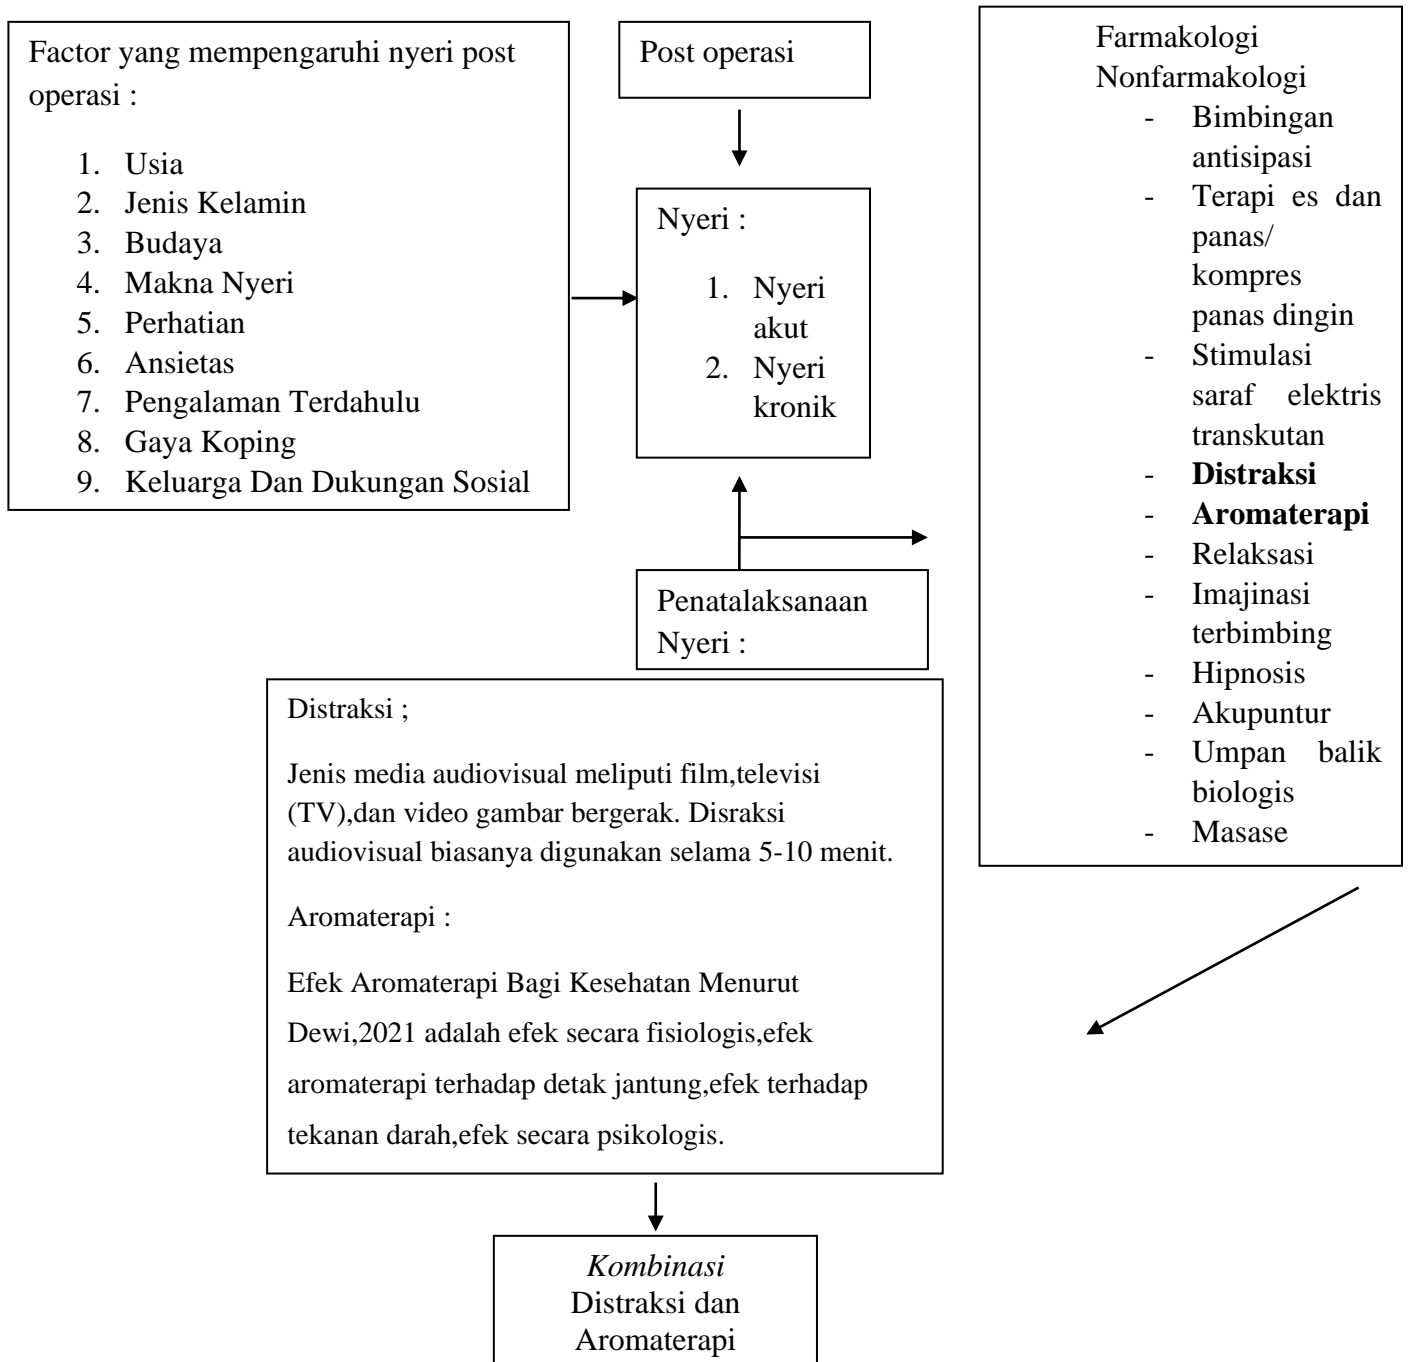 Factor yang mempengaruhi nyeri post
operasi :
1. Usia
2. Jenis Kelamin
3. Budaya
4. Makna Nyeri
5. Perhatian
6. Ansietas
7. Pengalaman Terdahulu
8. Gaya Koping
9. Keluarga Dan Dukungan Sosial
Post operasi
Nyeri :
1. Nyeri
akut
2. Nyeri
kronik
Penatalaksanaan
Nyeri :
Farmakologi
Nonfarmakologi
- Bimbingan
antisipasi
- Terapi es dan
panas/
kompres
panas dingin
- Stimulasi
saraf elektris
transkutan
- Distraksi
- Aromaterapi
- Relaksasi
- Imajinasi
terbimbing
- Hipnosis
- Akupuntur
- Umpan balik
biologis
- Masase
Distraksi ;
Jenis media audiovisual meliputi film,televisi
(TV),dan video gambar bergerak. Disraksi
audiovisual biasanya digunakan selama 5-10 menit.
Aromaterapi :
Efek Aromaterapi Bagi Kesehatan Menurut
Dewi,2021 adalah efek secara fisiologis,efek
aromaterapi terhadap detak jantung,efek terhadap
tekanan darah,efek secara psikologis.
Kombinasi
Distraksi dan
Aromaterapi